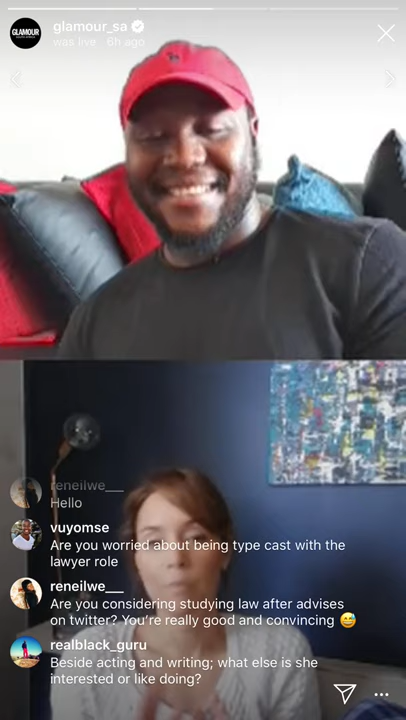 GLAMOUR
glamour_sa
was live 6h ago
reneilwe__
Hello
vuyomse
Are you worried about being type cast with the
lawyer role
reneilwe__
Are you considering studying law after advises
on twitter? You're really good and convincing 😅
realblack_guru
Beside acting and writing; what else is she
interested or like doing?